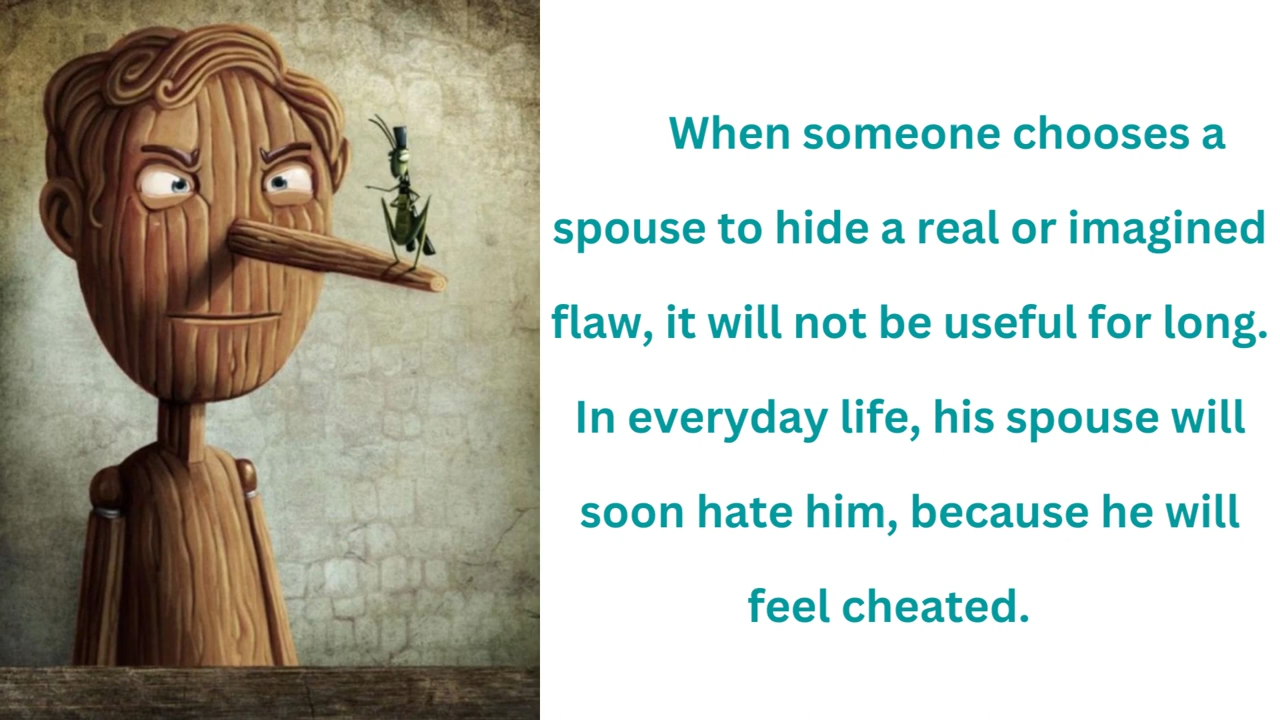 When someone chooses a
spouse to hide a real or imagined
flaw, it will not be useful for long.
In everyday life, his spouse will
soon hate him, because he will
feel cheated.